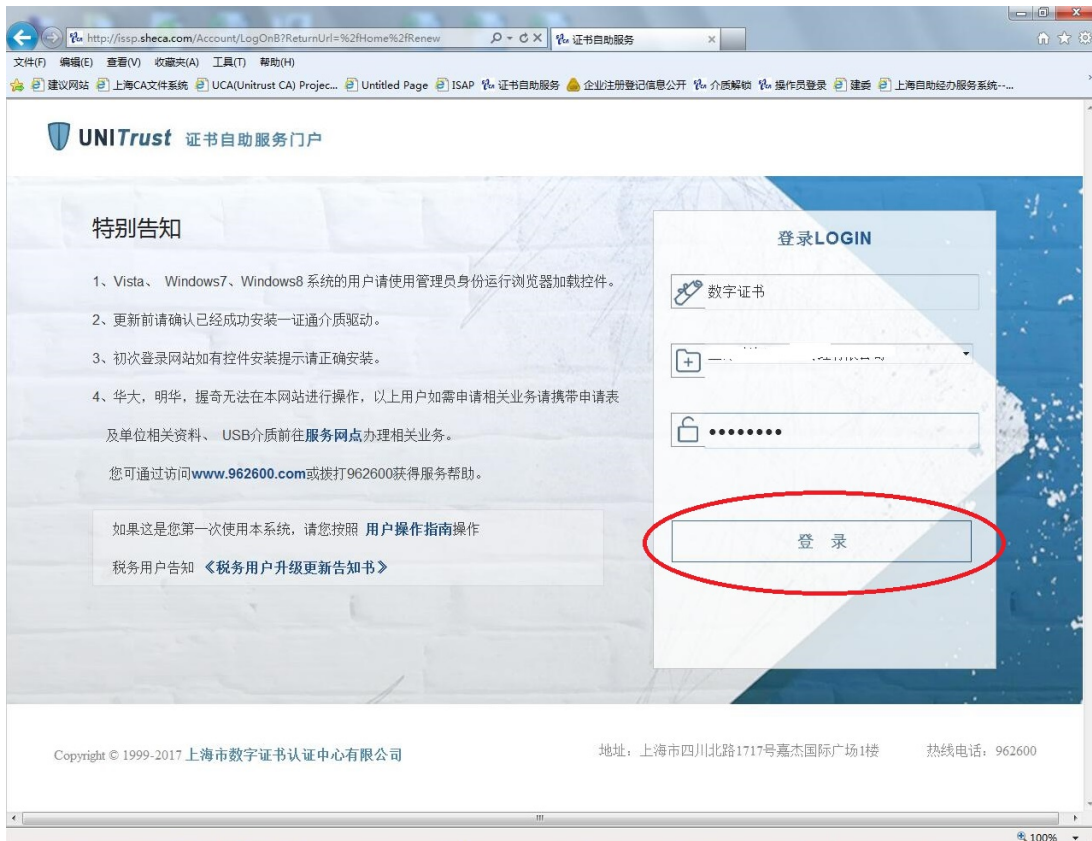 http://issp.sheca.com/Account/LogOnB?ReturnUrl=%2fHome%2fRenew
证书自助服务
文件(F) 编辑(E) 查看(V) 收藏夹(A) 工具(T) 帮助(H)
建议网站 上海CA文件系统 UCA(Unitrust CA) Projec... Untitled Page ISAP 证书自助服务 企业注册登记信息公开 介质解锁 操作员登录 建委 上海自助经办服务系统--...
UNITrust 证书自助服务门户
特别告知
1、Vista、 Windows7、Windows8 系统的用户请使用管理员身份运行浏览器加载控件。
2、更新前请确认已经成功安装一证通介质驱动。
3、初次登录网站如有控件安装提示请正确安装。
4、华大，明华，握奇无法在本网站进行操作，以上用户如需申请相关业务请携带申请表
及单位相关资料、 USB介质前往服务网点办理相关业务。
您可通过访问www.962600.com或拨打962600获得服务帮助。
如果这是您第一次使用本系统，请您按照 用户操作指南操作
税务用户告知 《税务用户升级更新告知书》
登录LOGIN
数字证书
登 录
Copyright © 1999-2017 上海市数字证书认证中心有限公司
地址：上海市四川北路1717号嘉杰国际广场1楼 热线电话：962600
100%